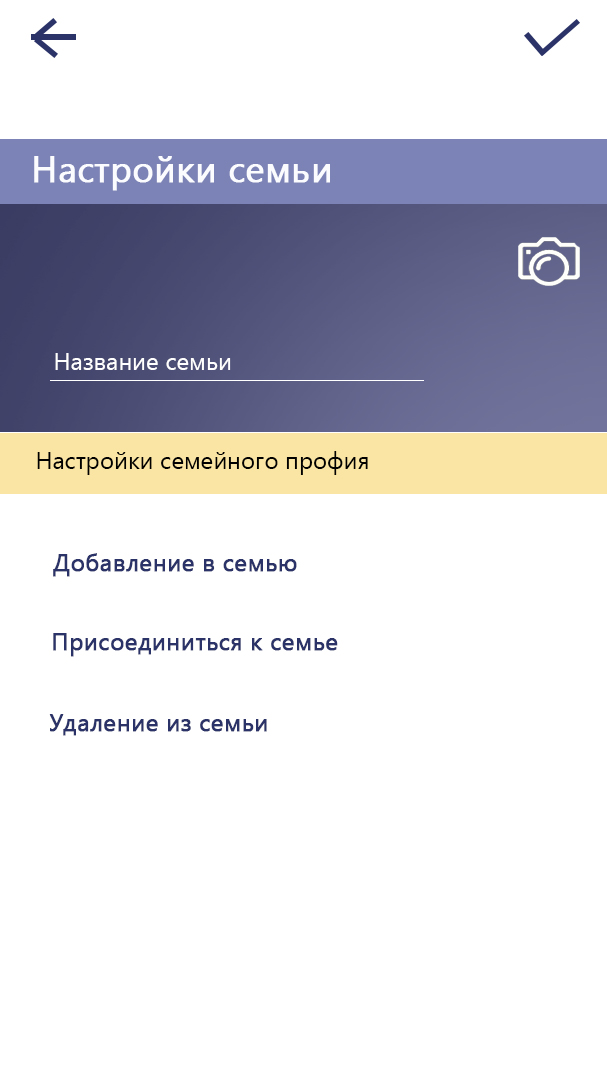 Настройки семьи
Название семьи
Настройки семейного профия
Добавление в семью
Присоединиться к семье
Удаление из семьи